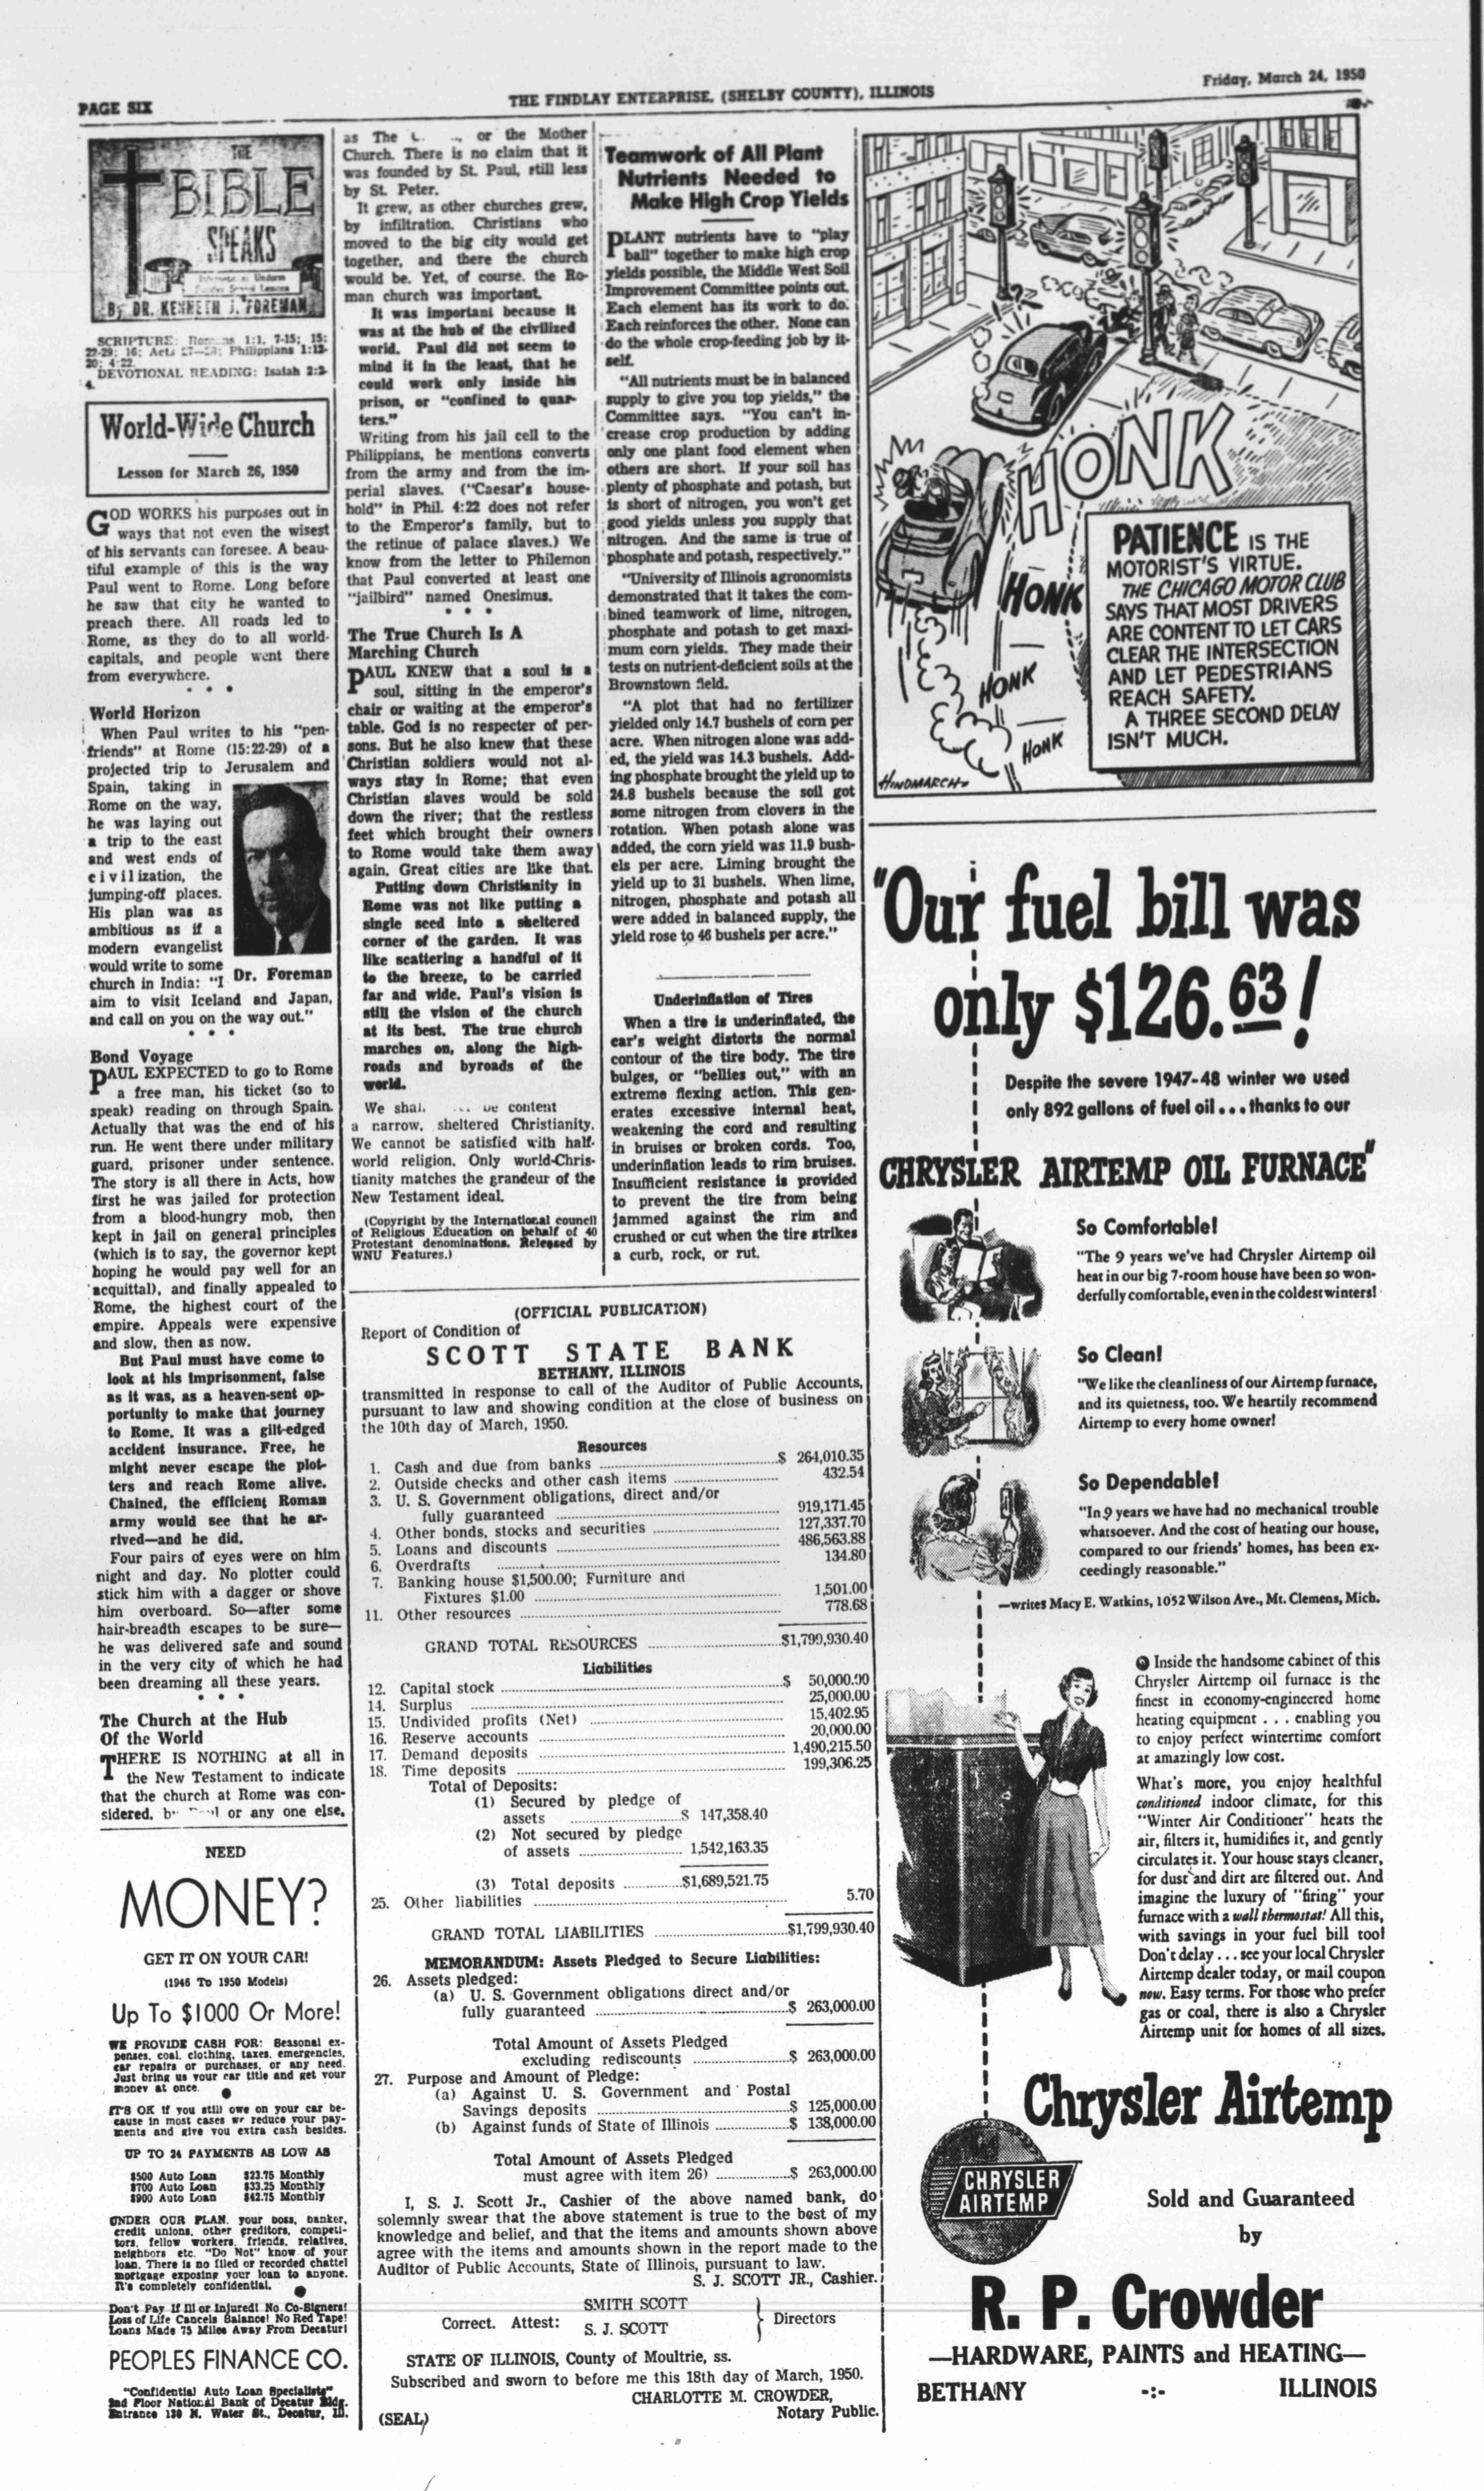 PAGE SIX
THE FINDLAY ENTERPRISE, (SHELBY COUNTY), ILLINOIS
Friday, March 24, 1950
THE
BIBLE
SPEAKS
By DR. KENNETH J. FOREMAN
SCRIPTURE: 1:1, 7-15; 15:
22-29; 16; Acts 27—28; Philippians 1:12-
20; 4:22.
DEVOTIONAL READING: Isaiah 2:2-
4.
World-Wide Church
Lesson for March 26, 1950
GOD WORKS his purposes out in
ways that not even the wisest
of his servants can foresee. A beau-
tiful example of this is the way
Paul went to Rome. Long before
he saw that city he wanted to
preach there. All roads led to
Rome, as they do to all world-
capitals, and people went there
from everywhere.
* * *
World Horizon
When Paul writes to his "pen-
friends" at Rome (15:22-29) of a
projected trip to Jerusalem and
Spain, taking in
Rome on the way,
he was laying out
a trip to the east
and west ends of
civilization, the
jumping-off places.
His plan was as
ambitious as if a
modern evangelist
would write to some
church in India: "I
Dr. Foreman
aim to visit Iceland and Japan,
and call on you on the way out."
* * *
Bond Voyage
PAUL EXPECTED to go to Rome
a free man, his ticket (so to
speak) reading on through Spain.
Actually that was the end of his
run. He went there under military
guard, prisoner under sentence.
The story is all there in Acts, how
first he was jailed for protection
from a blood-hungry mob, then
kept in jail on general principles
(which is to say, the governor kept
hoping he would pay well for an
acquittal), and finally appealed to
Rome, the highest court of the
empire. Appeals were expensive
and slow, then as now.
But Paul must have come to
look at his imprisonment, false
as it was, as a heaven-sent op-
portunity to make that journey
to Rome. It was a gilt-edged
accident insurance. Free, he
might never escape the plot-
ters and reach Rome alive.
Chained, the efficient Roman
army would see that he ar-
rived—and he did.
Four pairs of eyes were on him
night and day. No plotter could
stick him with a dagger or shove
him overboard. So—after some
hair-breadth escapes to be sure—
he was delivered safe and sound
in the very city of which he had
been dreaming all these years.
* * *
The Church at the Hub
Of the World
THERE IS NOTHING at all in
the New Testament to indicate
that the church at Rome was con-
sidered, or any one else,
as The or the Mother
Church. There is no claim that it
was founded by St. Paul, still less
by St. Peter.
It grew, as other churches grew,
by infiltration. Christians who
moved to the big city would get
together, and there the church
would be. Yet, of course, the Ro-
man church was important.
It was important because it
was at the hub of the civilized
world. Paul did not seem to
mind it in the least, that he
could work only inside his
prison, or "confined to quar-
ters."
Writing from his jail cell to the
Philippians, he mentions converts
from the army and from the im-
perial slaves. ("Caesar's house-
hold" in Phil. 4:22 does not refer
to the Emperor's family, but to
the retinue of palace slaves.) We
know from the letter to Philemon
that Paul converted at least one
"jailbird" named Onesimus.
* * *
The True Church Is A
Marching Church
PAUL KNEW that a soul is a
soul, sitting in the emperor's
chair or waiting at the emperor's
table. God is no respecter of per-
sons. But he also knew that these
Christian soldiers would not al-
ways stay in Rome; that even
Christian slaves would be sold
down the river; that the restless
feet which brought their owners
to Rome would take them away
again. Great cities are like that.
Putting down Christianity in
Rome was not like putting a
single seed into a sheltered
corner of the garden. It was
like scattering a handful of it
to the breeze, to be carried
far and wide. Paul's vision is
still the vision of the church
at its best. The true church
marches on, along the high-
roads and byroads of the
world.
We shall be content
a narrow, sheltered Christianity.
We cannot be satisfied with half-
world religion. Only world-Chris-
tianity matches the grandeur of the
New Testament ideal.
(Copyright by the International council
of Religious Education on behalf of 40
Protestant denominations. Released by
WNU Features.)
Teamwork of All Plant
Nutrients Needed to
Make High Crop Yields
PLANT nutrients have to "play
ball" together to make high crop
yields possible, the Middle West Soil
Improvement Committee points out.
Each element has its work to do.
Each reinforces the other. None can
do the whole crop-feeding job by it-
self.
"All nutrients must be in balanced
supply to give you top yields," the
Committee says. "You can't in-
crease crop production by adding
only one plant food element when
others are short. If your soil has
plenty of phosphate and potash, but
is short of nitrogen, you won't get
good yields unless you supply that
nitrogen. And the same is true of
phosphate and potash, respectively."
"University of Illinois agronomists
demonstrated that it takes the com-
bined teamwork of lime, nitrogen,
phosphate and potash to get maxi-
mum corn yields. They made their
tests on nutrient-deficient soils at the
Brownstown field.
"A plot that had no fertilizer
yielded only 14.7 bushels of corn per
acre. When nitrogen alone was add-
ed, the yield was 14.3 bushels. Add-
ing phosphate brought the yield up to
24.8 bushels because the soil got
some nitrogen from clovers in the
rotation. When potash alone was
added, the corn yield was 11.9 bush-
els per acre. Liming brought the
yield up to 31 bushels. When lime,
nitrogen, phosphate and potash all
were added in balanced supply, the
yield rose to 46 bushels per acre."
Underinflation of Tires
When a tire is underinflated, the
car's weight distorts the normal
contour of the tire body. The tire
bulges, or "bellies out," with an
extreme flexing action. This gen-
erates excessive internal heat,
weakening the cord and resulting
in bruises or broken cords. Too,
underinflation leads to rim bruises.
Insufficient resistance is provided
to prevent the tire from being
jammed against the rim and
crushed or cut when the tire strikes
a curb, rock, or rut.
HONK
HONK
HONK
HONK
HINDMARCH
PATIENCE IS THE
MOTORIST'S VIRTUE.
THE CHICAGO MOTOR CLUB
SAYS THAT MOST DRIVERS
ARE CONTENT TO LET CARS
CLEAR THE INTERSECTION
AND LET PEDESTRIANS
REACH SAFETY.
A THREE SECOND DELAY
ISN'T MUCH.
(OFFICIAL PUBLICATION)
Report of Condition of
SCOTT STATE BANK
BETHANY, ILLINOIS
transmitted in response to call of the Auditor of Public Accounts,
pursuant to law and showing condition at the close of business on
the 10th day of March, 1950.
Resources
1. Cash and due from banks $ 264,010.35
2. Outside checks and other cash items 432.54
3. U. S. Government obligations, direct and/or
fully guaranteed 919,171.45
4. Other bonds, stocks and securities 127,337.70
5. Loans and discounts 486,563.88
6. Overdrafts 134.80
7. Banking house $1,500.00; Furniture and
Fixtures $1.00 1,501.00
11. Other resources 778.68
GRAND TOTAL RESOURCES $1,799,930.40
Liabilities
12. Capital stock $ 50,000.00
14. Surplus 25,000.00
15. Undivided profits (Net) 15,402.95
16. Reserve accounts 20,000.00
17. Demand deposits 1,490,215.50
18. Time deposits 199,306.25
Total of Deposits:
(1) Secured by pledge of
assets $ 147,358.40
(2) Not secured by pledge
of assets 1,542,163.35
(3) Total deposits $1,689,521.75
25. Other liabilities 5.70
GRAND TOTAL LIABILITIES $1,799,930.40
MEMORANDUM: Assets Pledged to Secure Liabilities:
26. Assets pledged:
(a) U. S. Government obligations direct and/or
fully guaranteed $ 263,000.00
Total Amount of Assets Pledged
excluding rediscounts $ 263,000.00
27. Purpose and Amount of Pledge:
(a) Against U. S. Government and Postal
Savings deposits $ 125,000.00
(b) Against funds of State of Illinois $ 138,000.00
Total Amount of Assets Pledged
must agree with item 26) $ 263,000.00
I, S. J. Scott Jr., Cashier of the above named bank, do
solemnly swear that the above statement is true to the best of my
knowledge and belief, and that the items and amounts shown above
agree with the items and amounts shown in the report made to the
Auditor of Public Accounts, State of Illinois, pursuant to law.
S. J. SCOTT JR., Cashier.
SMITH SCOTT
Correct. Attest: S. J. SCOTT Directors
STATE OF ILLINOIS, County of Moultrie, ss.
Subscribed and sworn to before me this 18th day of March, 1950.
CHARLOTTE M. CROWDER,
(SEAL) Notary Public.
NEED
MONEY?
GET IT ON YOUR CAR!
(1946 To 1950 Models)
Up To $1000 Or More!
WE PROVIDE CASH FOR: Seasonal ex-
penses, coal, clothing, taxes, emergencies,
car repairs or purchases, or any need.
Just bring us your car title and get your
money at once.
IT'S OK if you still owe on your car be-
cause in most cases we reduce your pay-
ments and give you extra cash besides.
UP TO 24 PAYMENTS AS LOW AS
$500 Auto Loan $23.75 Monthly
$700 Auto Loan $33.25 Monthly
$900 Auto Loan $42.75 Monthly
UNDER OUR PLAN, your boss, banker,
credit unions, other creditors, competi-
tors, fellow workers, friends, relatives,
neighbors etc. "Do Not" know of your
loan. There is no filed or recorded chattel
mortgage exposing your loan to anyone.
It's completely confidential.
Don't Pay If Ill or Injured! No Co-Signers!
Loss of Life Cancels Balance! No Red Tape!
Loans Made 75 Miles Away From Decatur!
PEOPLES FINANCE CO.
"Confidential Auto Loan Specialists"
2nd Floor National Bank of Decatur Bldg.
Entrance 130 N. Water St., Decatur, Ill.
"Our fuel bill was
only $126.63!
Despite the severe 1947-48 winter we used
only 892 gallons of fuel oil...thanks to our
CHRYSLER AIRTEMP OIL FURNACE"
So Comfortable!
"The 9 years we've had Chrysler Airtemp oil
heat in our big 7-room house have been so won-
derfully comfortable, even in the coldest winters!
So Clean!
"We like the cleanliness of our Airtemp furnace,
and its quietness, too. We heartily recommend
Airtemp to every home owner!
So Dependable!
"In 9 years we have had no mechanical trouble
whatsoever. And the cost of heating our house,
compared to our friends' homes, has been ex-
ceedingly reasonable."
—writes Macy E. Watkins, 1052 Wilson Ave., Mt. Clemens, Mich.
Inside the handsome cabinet of this
Chrysler Airtemp oil furnace is the
finest in economy-engineered home
heating equipment . . . enabling you
to enjoy perfect wintertime comfort
at amazingly low cost.
What's more, you enjoy healthful
conditioned indoor climate, for this
"Winter Air Conditioner" heats the
air, filters it, humidifies it, and gently
circulates it. Your house stays cleaner,
for dust and dirt are filtered out. And
imagine the luxury of "firing" your
furnace with a wall thermostat! All this,
with savings in your fuel bill too!
Don't delay . . . see your local Chrysler
Airtemp dealer today, or mail coupon
now. Easy terms. For those who prefer
gas or coal, there is also a Chrysler
Airtemp unit for homes of all sizes.
Chrysler Airtemp
CHRYSLER
AIRTEMP
Sold and Guaranteed
by
R. P. Crowder
—HARDWARE, PAINTS and HEATING—
BETHANY -:- ILLINOIS